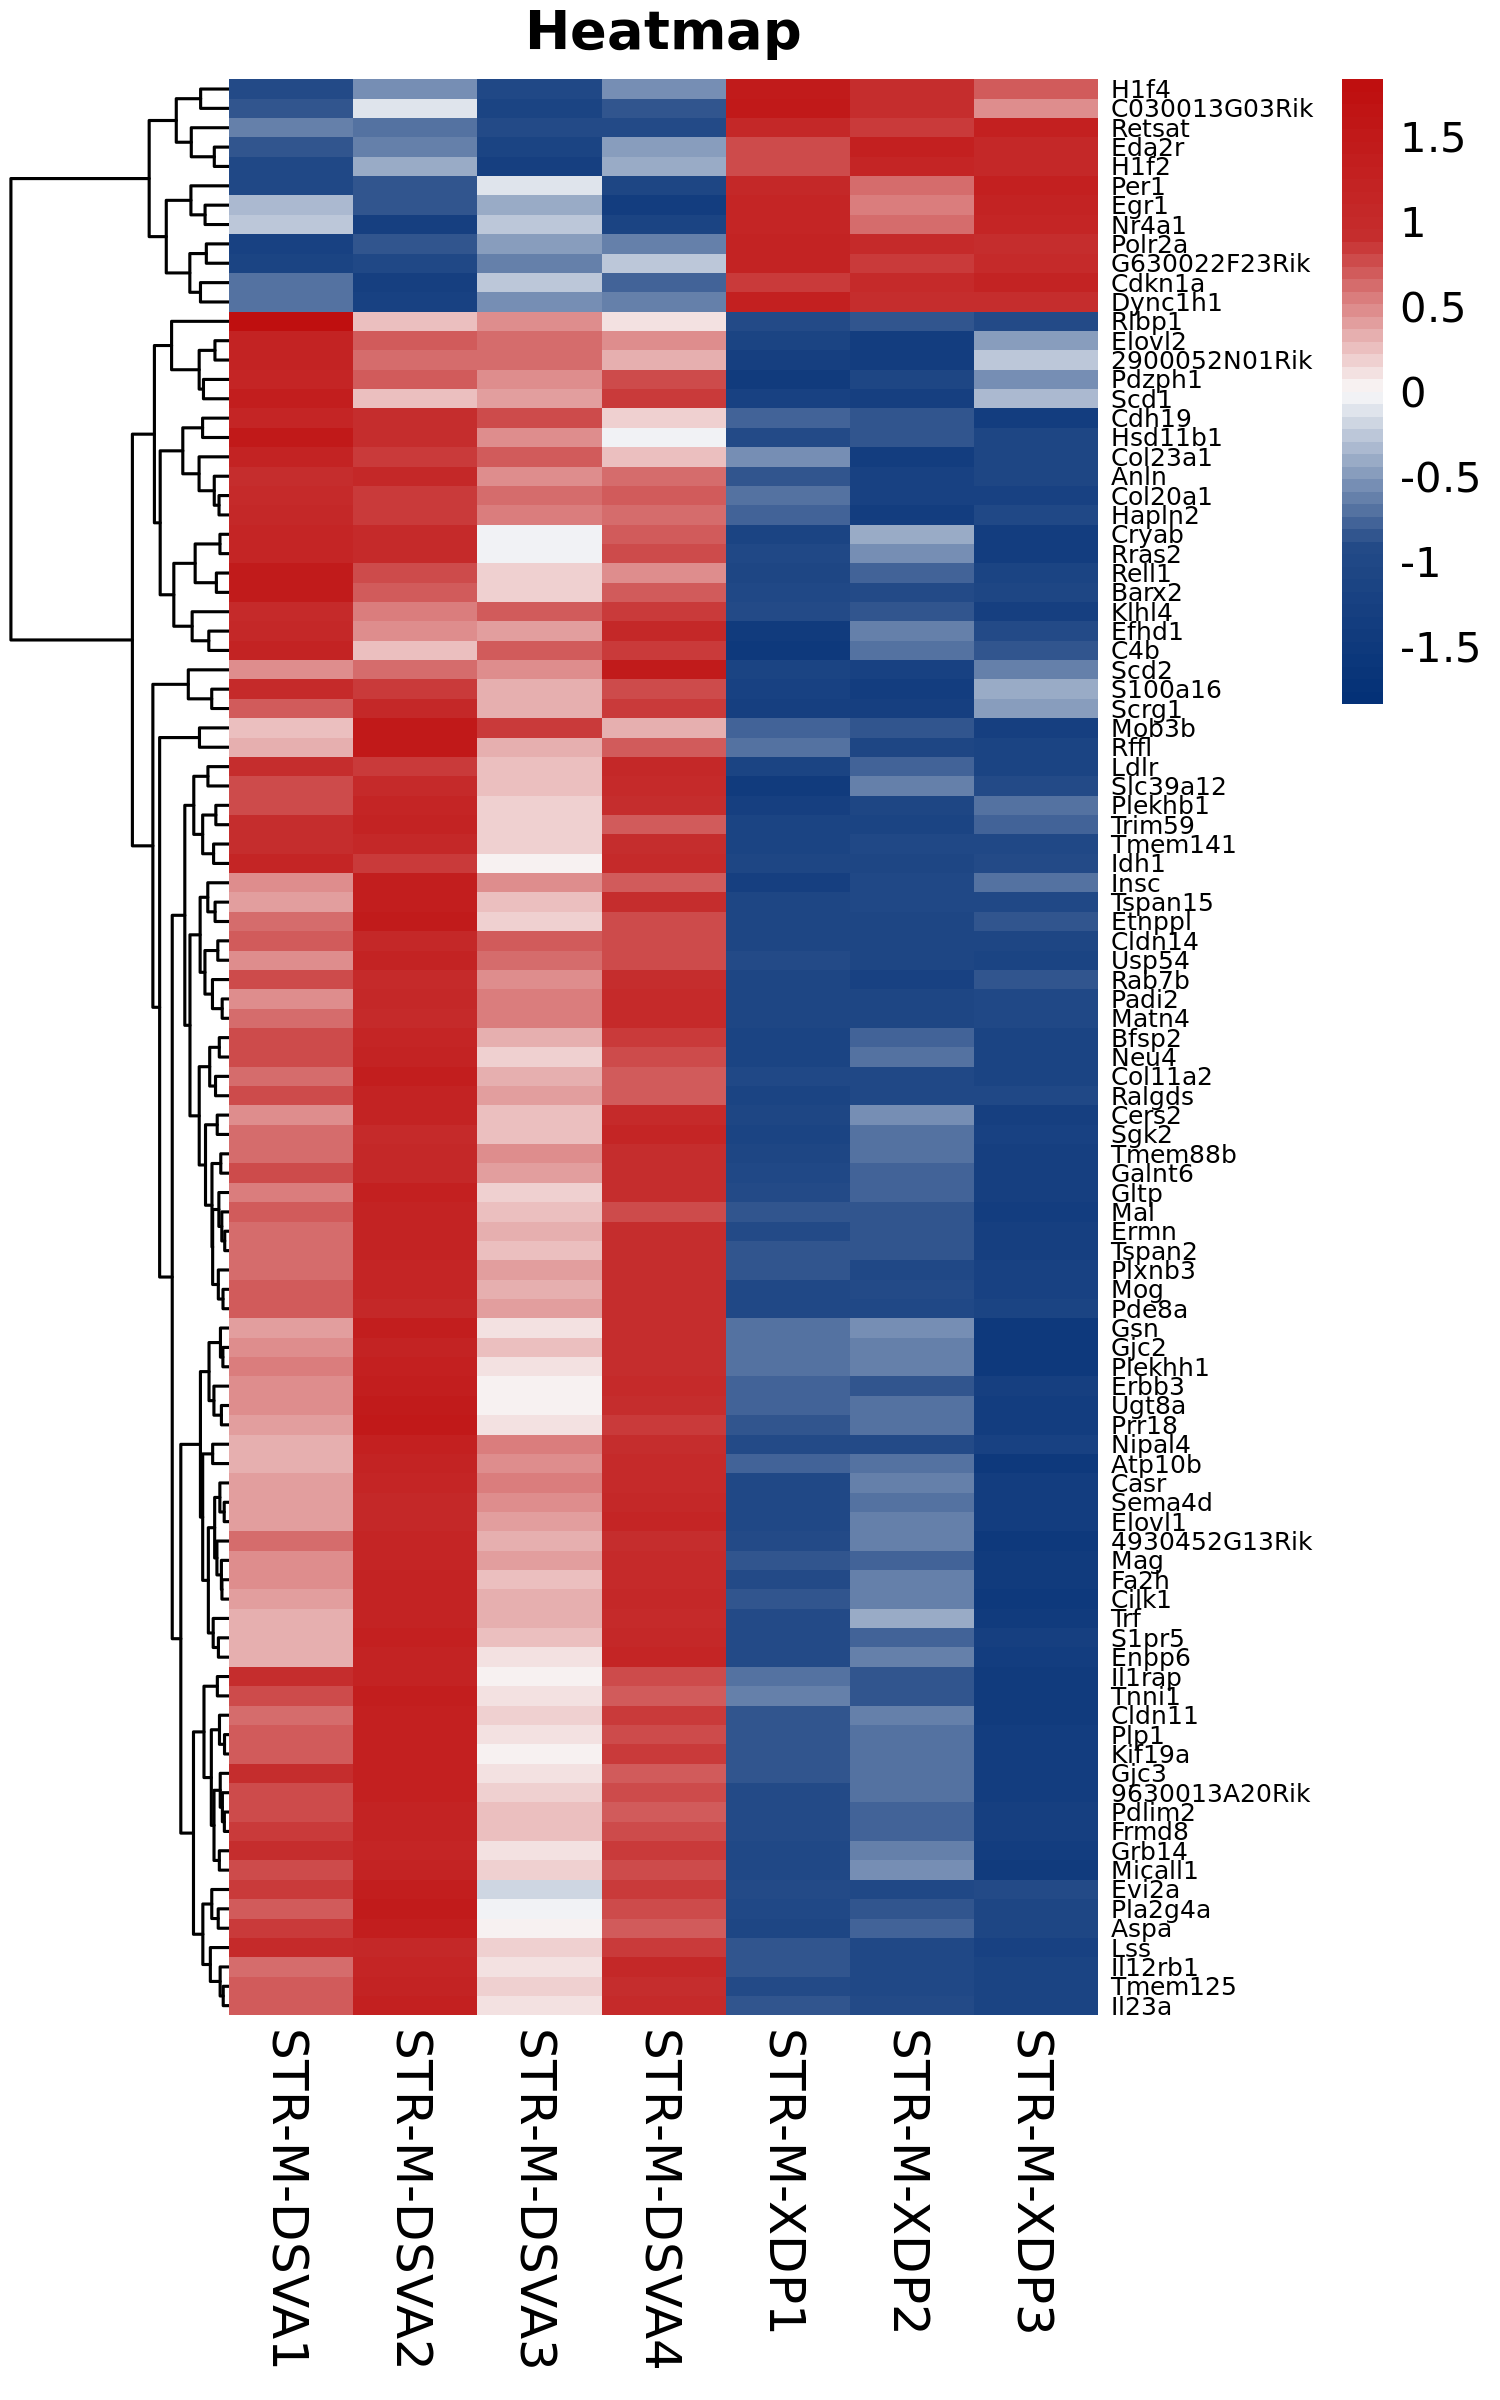 Heatmap
H1f4
C030013G03Rik
Retsat
Eda2r
H1f2
Per1
Egr1
Nr4a1
Polr2a
G630022F23Rik
Cdkn1a
Dync1h1
Rlbp1
Elovl2
2900052N01Rik
Pdzph1
Scd1
Cdh19
Hsd11b1
Col23a1
Anln
Col20a1
Hapln2
Cryab
Rras2
Rell1
Barx2
Klhl4
Efhd1
C4b
Scd2
S100a16
Scrg1
Mob3b
Rffl
Ldlr
Slc39a12
Plekhb1
Trim59
Tmem141
Idh1
Insc
Tspan15
Etnppl
Cldn14
Usp54
Rab7b
Padi2
Matn4
Bfsp2
Neu4
Col11a2
Ralgds
Cers2
Sgk2
Tmem88b
Galnt6
Gltp
Mal
Ermn
Tspan2
Plxnb3
Mog
Pde8a
Gsn
Gjc2
Plekhh1
Erbb3
Ugt8a
Prr18
Nipal4
Atp10b
Casr
Sema4d
Elovl1
4930452G13Rik
Mag
Fa2h
Cilk1
Trf
S1pr5
Enpp6
Il1rap
Tnni1
Cldn11
Plp1
Kif19a
Gjc3
9630013A20Rik
Pdlim2
Frmd8
Grb14
Micall1
Evi2a
Pla2g4a
Aspa
Lss
Il12rb1
Tmem125
Il23a
1.5
1
0.5
0
-0.5
-1
-1.5
STR-M-DSVA1
STR-M-DSVA2
STR-M-DSVA3
STR-M-DSVA4
STR-M-XDP1
STR-M-XDP2
STR-M-XDP3